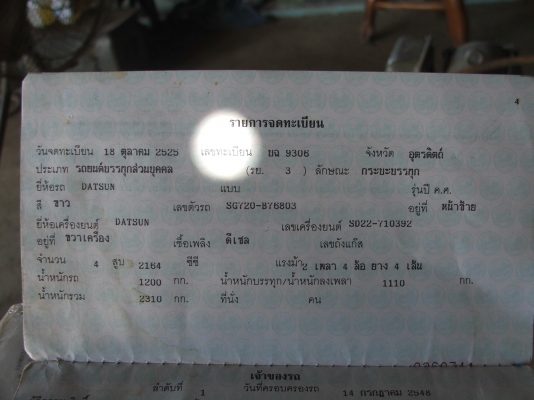 4
รายการจดทะเบียน
วันจดทะเบียน 18 ตุลาคม 2525 เลขทะเบียน บฉ 9306 จังหวัด อุตรดิตถ์
ประเภท รถยนต์บรรทุกส่วนบุคคล (รย. 3 ) ลักษณะ กระบะบรรทุก
ยี่ห้อรถ DATSUN แบบ รุ่นปี ค.ศ.
สี ขาว เลขตัวรถ SG720-B76803 อยู่ที่ หน้าซ้าย
ยี่ห้อเครื่องยนต์ DATSUN เลขเครื่องยนต์ SD22-710392
อยู่ที่ ขวาเครื่อง เชื้อเพลิง ดีเซล เลขถังแก๊ส
จำนวน 4 สูบ 2164 ซีซี แรงม้า 2 เพลา 4 ล้อ ยาง 4 เส้น
น้ำหนักรถ 1200 กก. น้ำหนักบรรทุก/น้ำหนักลงเพลา 1110 กก.
น้ำหนักรวม 2310 กก. ที่นั่ง คน
เจ้าของรถ
ลำดับที่ 1 วันที่ครอบครองรถ 14 กรกฎาคม 2548